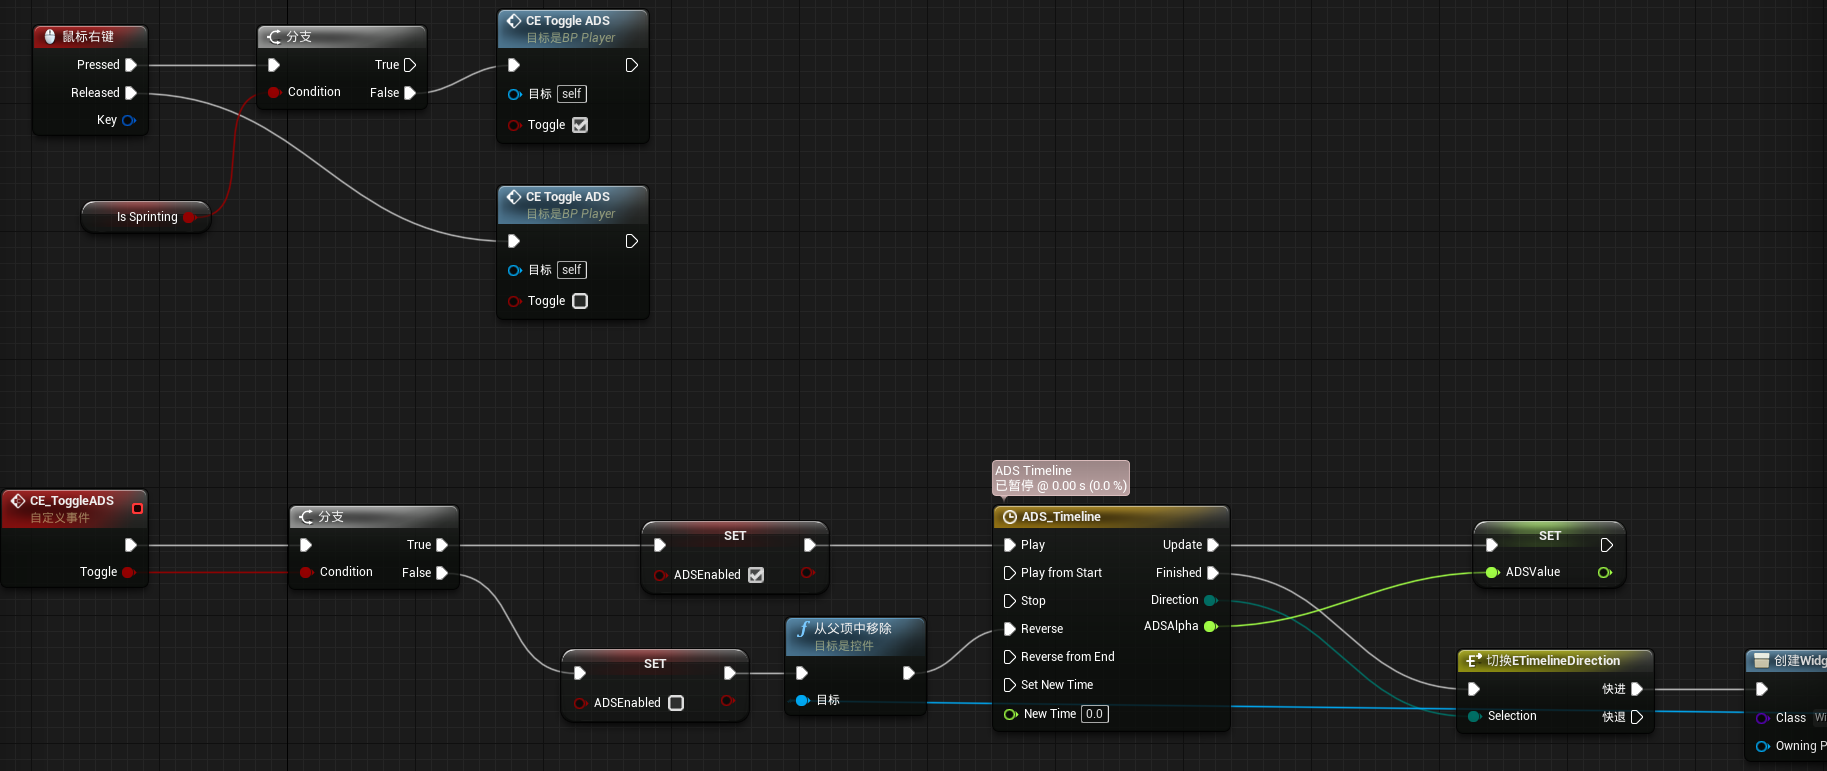 鼠标右键
Pressed
Released
Key
分支
True
Condition
False
CE Toggle ADS
目标是BP Player
目标 self
Toggle
Is Sprinting
CE Toggle ADS
目标是BP Player
目标 self
Toggle
CE_ToggleADS
自定义事件
Toggle
分支
True
Condition
False
SET
ADSEnabled
SET
ADSEnabled
从父项中移除
目标是控件
目标
ADS Timeline
已暂停 @ 0.00 s (0.0 %)
ADS_Timeline
Play
Update
Play from Start
Finished
Stop
Direction
Reverse
ADSAlpha
Reverse from End
Set New Time
New Time 0.0
SET
ADSValue
切换ETimelineDirection
快进
Selection
快退
创建Widg
Class Wi
Owning P